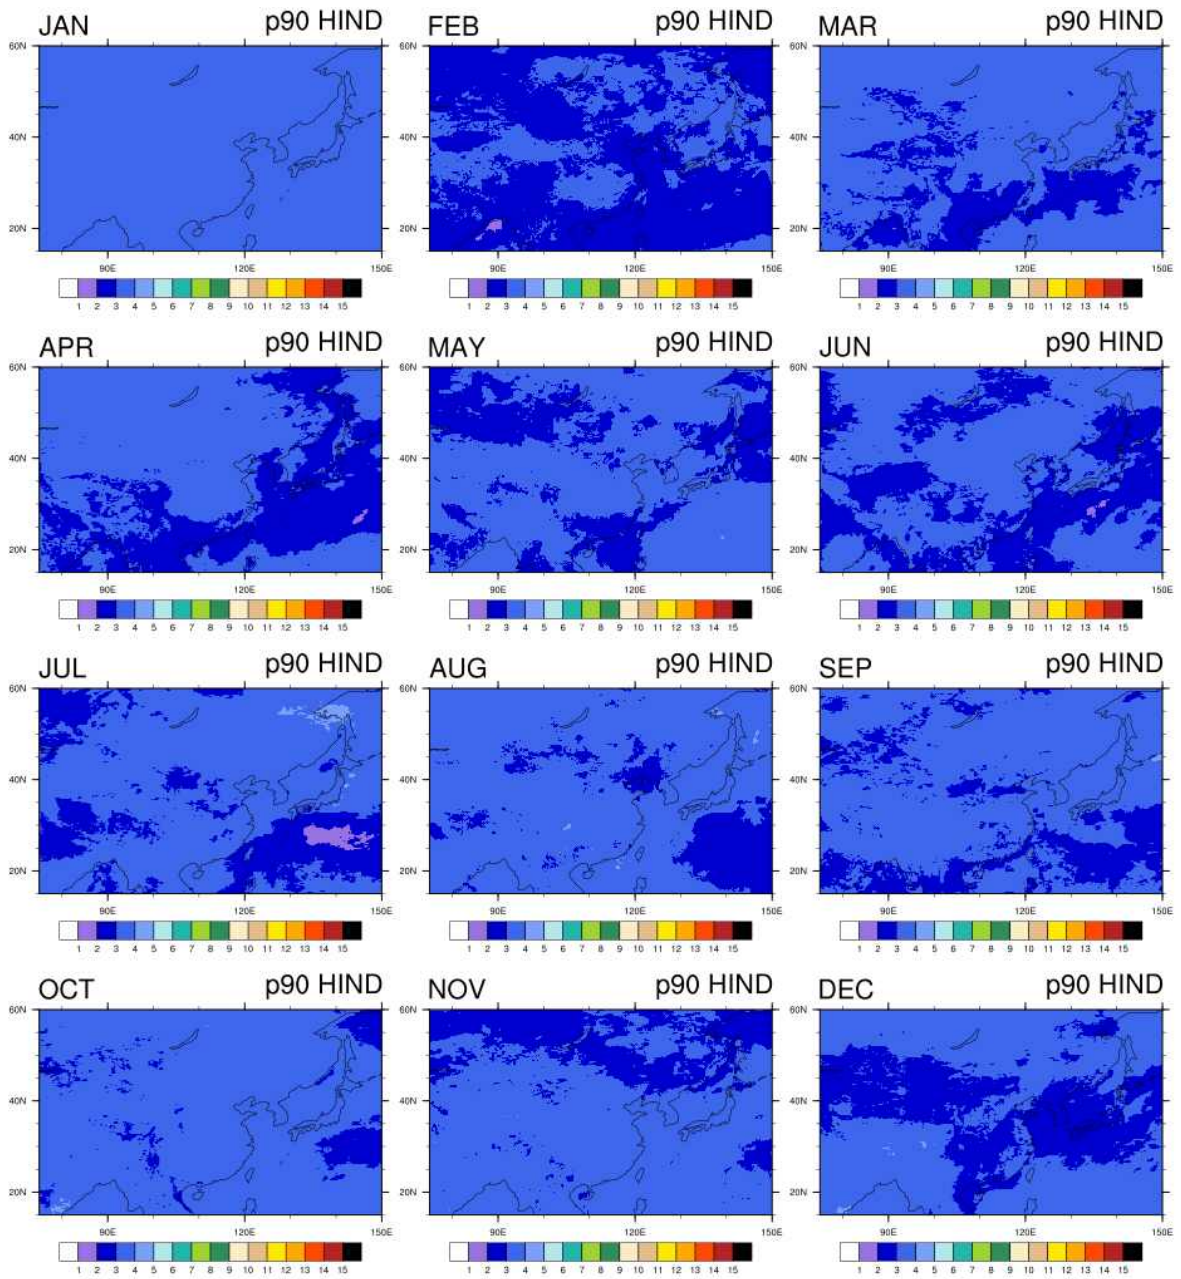 JAN p90 HIND
60N
40N
20N
90E 120E 150E
1 2 3 4 5 6 7 8 9 10 11 12 13 14 15
FEB p90 HIND
60N
40N
20N
90E 120E 150E
1 2 3 4 5 6 7 8 9 10 11 12 13 14 15
MAR p90 HIND
60N
40N
20N
90E 120E 150E
1 2 3 4 5 6 7 8 9 10 11 12 13 14 15
APR p90 HIND
60N
40N
20N
90E 120E 150E
1 2 3 4 5 6 7 8 9 10 11 12 13 14 15
MAY p90 HIND
60N
40N
20N
90E 120E 150E
1 2 3 4 5 6 7 8 9 10 11 12 13 14 15
JUN p90 HIND
60N
40N
20N
90E 120E 150E
1 2 3 4 5 6 7 8 9 10 11 12 13 14 15
JUL p90 HIND
60N
40N
20N
90E 120E 150E
1 2 3 4 5 6 7 8 9 10 11 12 13 14 15
AUG p90 HIND
60N
40N
20N
90E 120E 150E
1 2 3 4 5 6 7 8 9 10 11 12 13 14 15
SEP p90 HIND
60N
40N
20N
90E 120E 150E
1 2 3 4 5 6 7 8 9 10 11 12 13 14 15
OCT p90 HIND
60N
40N
20N
90E 120E 150E
1 2 3 4 5 6 7 8 9 10 11 12 13 14 15
NOV p90 HIND
60N
40N
20N
90E 120E 150E
1 2 3 4 5 6 7 8 9 10 11 12 13 14 15
DEC p90 HIND
60N
40N
20N
90E 120E 150E
1 2 3 4 5 6 7 8 9 10 11 12 13 14 15